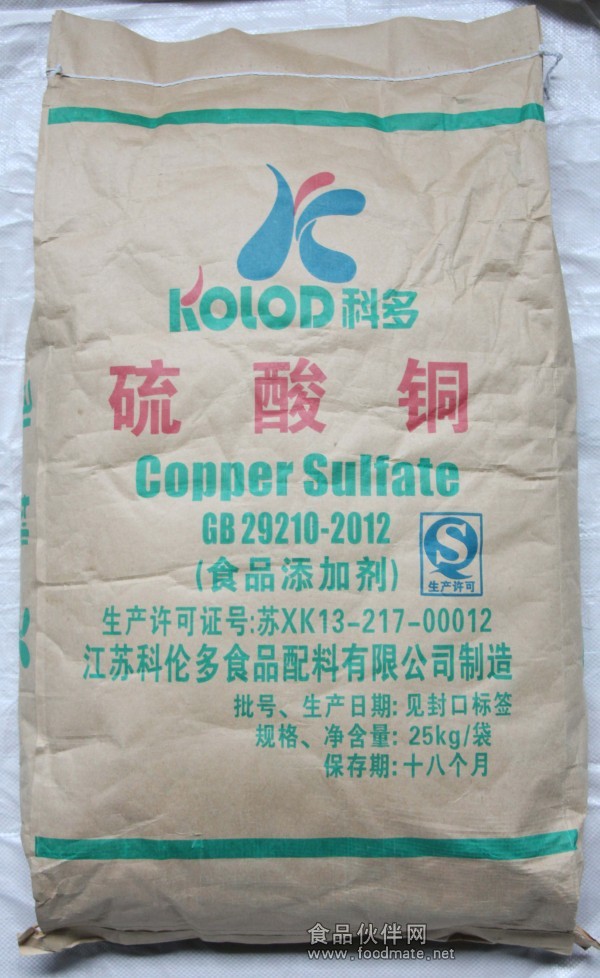 KOLOD科多
硫酸铜
Copper Sulfate
GB 29210-2012
(食品添加剂)
生产许可
生产许可证号:苏XK13-217-00012
江苏科伦多食品配料有限公司制造
批号、生产日期: 见封口标签
规格、净含量: 25kg/袋
保存期: 十八个月
食品伙伴网
www.foodmate.net